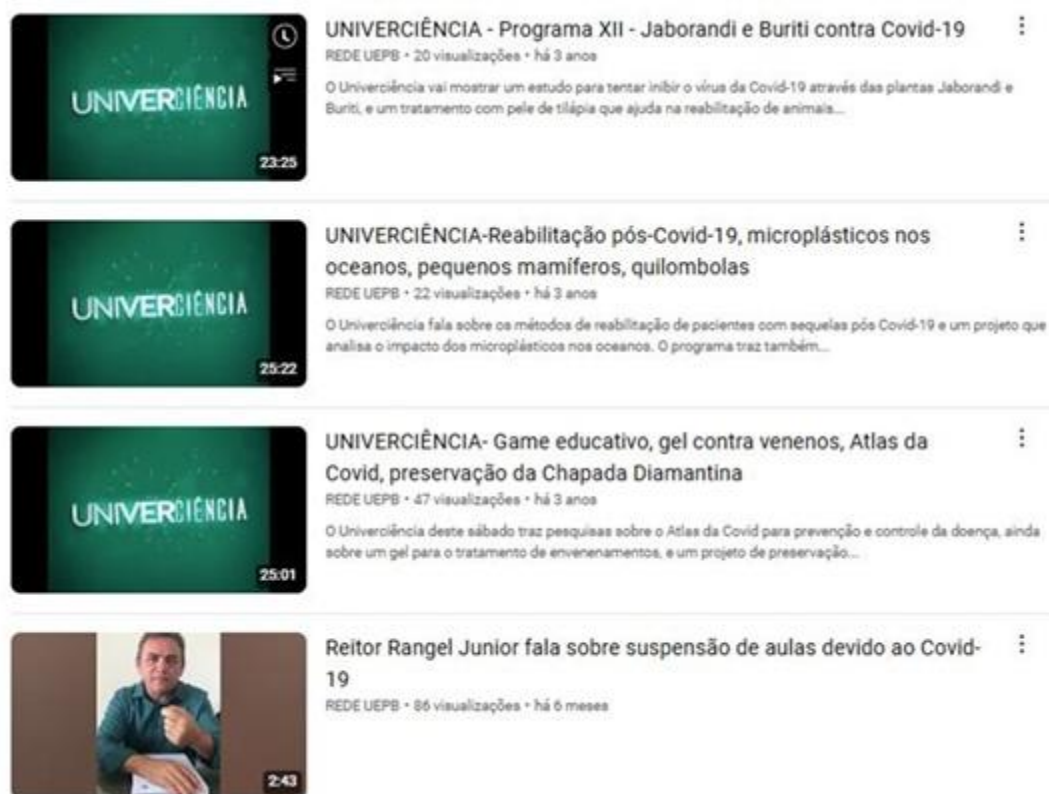 UNIVERCIÊNCIA
23:25
UNIVERCIÊNCIA - Programa XII - Jaborandi e Buriti contra Covid-19
REDE UEPB • 20 visualizações • há 3 anos
O Univerciência vai mostrar um estudo para tentar inibir o vírus da Covid-19 através das plantas Jaborandi e
Buriti, e um tratamento com pele de tilápia que ajuda na reabilitação de animais...
UNIVERCIÊNCIA
25:22
UNIVERCIÊNCIA-Reabilitação pós-Covid-19, microplásticos nos
oceanos, pequenos mamíferos, quilombolas
REDE UEPB • 22 visualizações • há 3 anos
O Univerciência fala sobre os métodos de reabilitação de pacientes com sequelas pós Covid-19 e um projeto que
analisa o impacto dos microplásticos nos oceanos. O programa traz também...
UNIVERCIÊNCIA
25:01
UNIVERCIÊNCIA- Game educativo, gel contra venenos, Atlas da
Covid, preservação da Chapada Diamantina
REDE UEPB • 47 visualizações • há 3 anos
O Univerciência deste sábado traz pesquisas sobre o Atlas da Covid para prevenção e controle da doença, ainda
sobre um gel para o tratamento de envenenamentos, e um projeto de preservação...
2:43
Reitor Rangel Junior fala sobre suspensão de aulas devido ao Covid-
19
REDE UEPB • 86 visualizações • há 6 meses